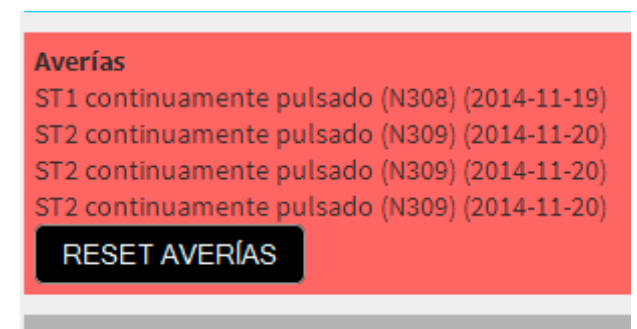 Averías
ST1 continuamente pulsado (N308) (2014-11-19)
ST2 continuamente pulsado (N309) (2014-11-20)
ST2 continuamente pulsado (N309) (2014-11-20)
ST2 continuamente pulsado (N309) (2014-11-20)
RESET AVERÍAS